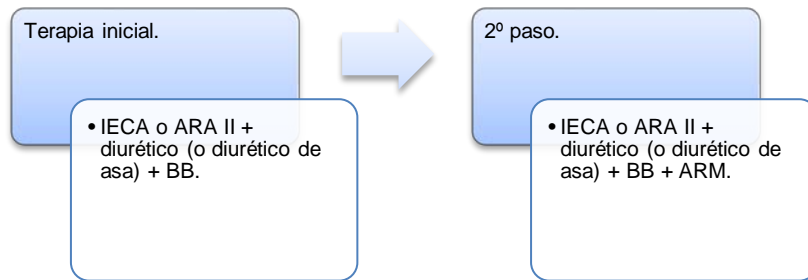 Terapia inicial.
• IECA o ARA II +
diurético (o diurético de
asa) + BB.
2º paso.
• IECA o ARA II +
diurético (o diurético de
asa) + BB + ARM.